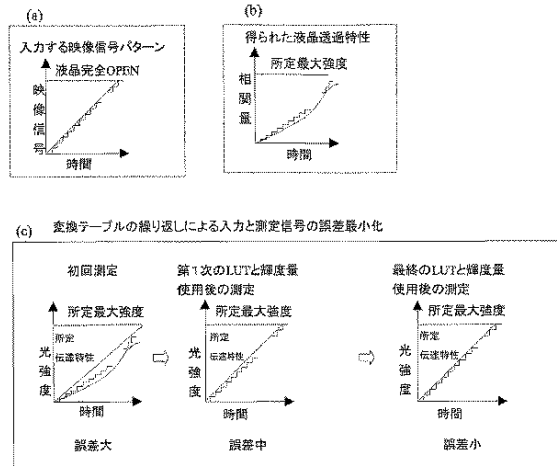 (a)
入力する映像信号パターン
液晶完全OPEN
映像信号
時間
(b)
得られた液晶透過特性
所定最大強度
相関量
時間
(c) 変換テーブルの繰り返しによる入力と測定信号の誤差最小化
初回測定
所定最大強度
所定
伝達特性
光強度
時間
誤差大
第1次のLUTと輝度量
使用後の測定
所定最大強度
所定
伝達特性
光強度
時間
誤差中
最終のLUTと輝度量
使用後の測定
所定最大強度
所定
伝達特性
光強度
時間
誤差小